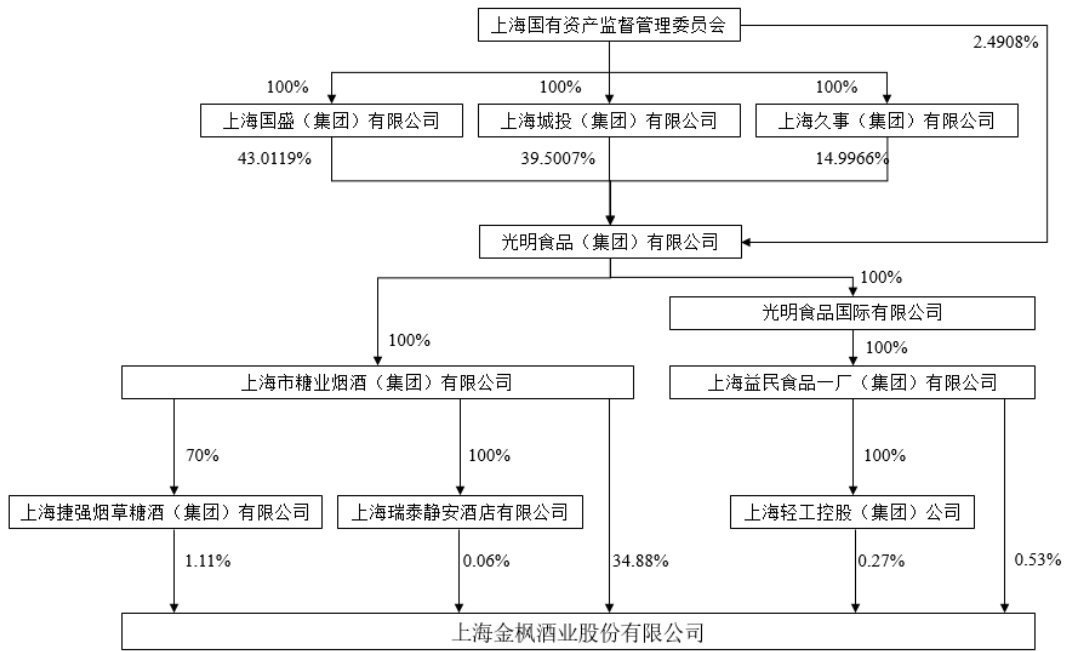 上海国有资产监督管理委员会
2.4908%
100%
100%
100%
上海国盛（集团）有限公司
上海城投（集团）有限公司
上海久事（集团）有限公司
43.0119%
39.5007%
14.9966%
光明食品（集团）有限公司
100%
光明食品国际有限公司
100%
100%
上海市糖业烟酒（集团）有限公司
上海益民食品一厂（集团）有限公司
70%
100%
100%
上海捷强烟草糖酒（集团）有限公司
上海瑞泰静安酒店有限公司
上海轻工控股（集团）公司
1.11%
0.06%
34.88%
0.27%
0.53%
上海金枫酒业股份有限公司